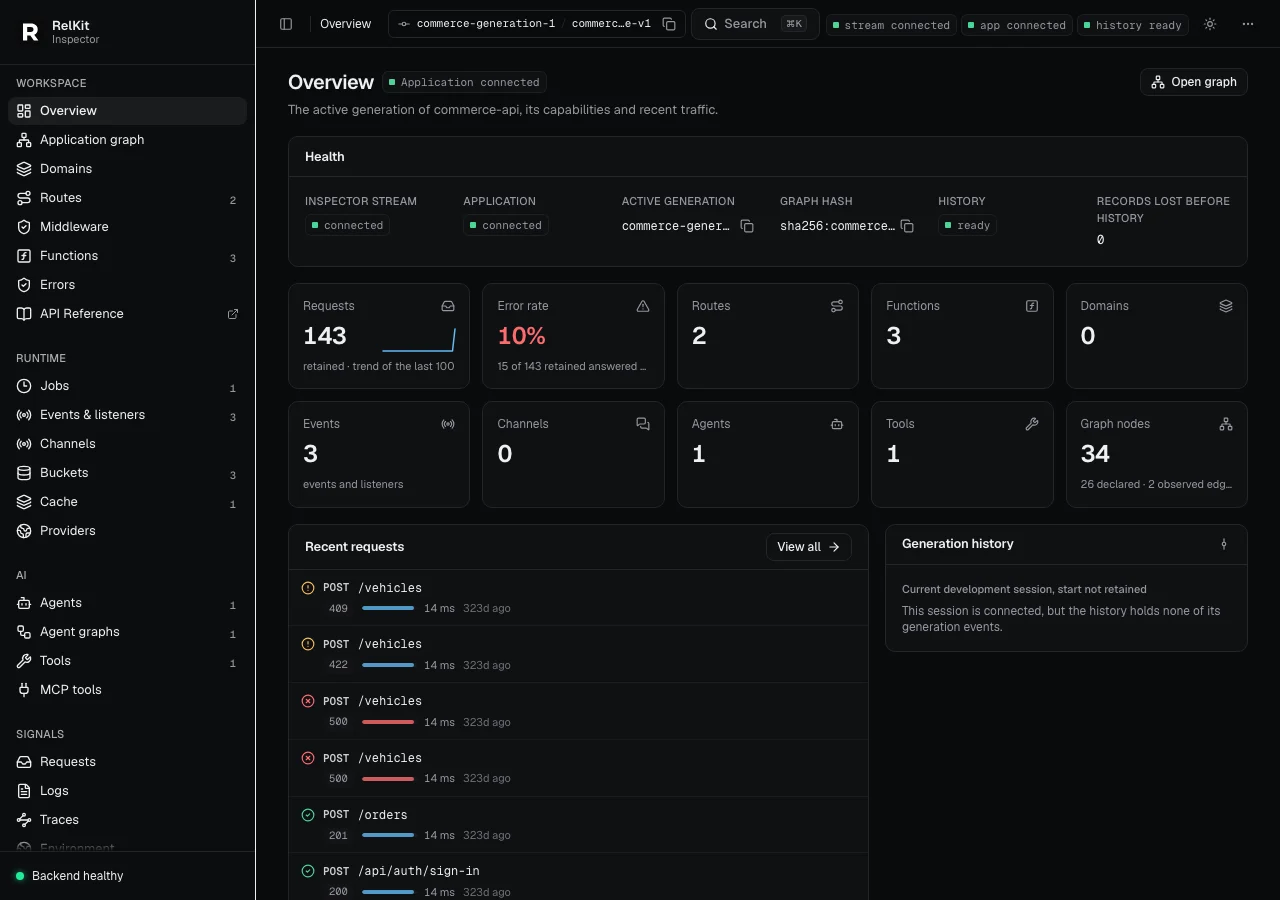 RelKit
Inspector
WORKSPACE
Overview
Application graph
Domains
Routes 2
Middleware
Functions 3
Errors
API Reference
RUNTIME
Jobs 1
Events & listeners 3
Channels
Buckets 3
Cache 1
Providers
AI
Agents 1
Agent graphs 1
Tools 1
MCP tools
SIGNALS
Requests
Logs
Traces
Environment
Backend healthy
Overview commerce-generation-1 / commerc…e-v1 Search ⌘K stream connected app connected history ready
Overview Application connected Open graph
The active generation of commerce-api, its capabilities and recent traffic.
Health
INSPECTOR STREAM APPLICATION ACTIVE GENERATION GRAPH HASH HISTORY RECORDS LOST BEFORE
HISTORY
connected connected commerce-gener… sha256:commerce… ready
0
Requests Error rate Routes Functions Domains
143 10% 2 3 0
retained · trend of the last 100 15 of 143 retained answered …
Events Channels Agents Tools Graph nodes
3 0 1 1 34
events and listeners 26 declared · 2 observed edg…
Recent requests View all
POST /vehicles
409 14 ms 323d ago
POST /vehicles
422 14 ms 323d ago
POST /vehicles
500 14 ms 323d ago
POST /vehicles
500 14 ms 323d ago
POST /orders
201 14 ms 323d ago
POST /api/auth/sign-in
200 14 ms 323d ago
Generation history
Current development session, start not retained
This session is connected, but the history holds none of its
generation events.